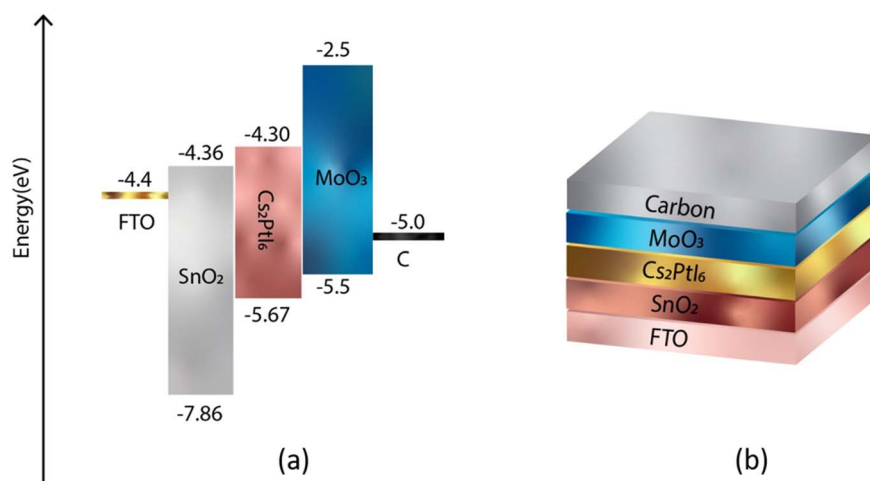 Energy(eV)
-4.4
FTO
-4.36
SnO₂
-7.86
-4.30
Cs₂PtI₆
-5.67
-2.5
MoO₃
-5.5
-5.0
C
(a)
Carbon
MoO₃
Cs₂PtI₆
SnO₂
FTO
(b)